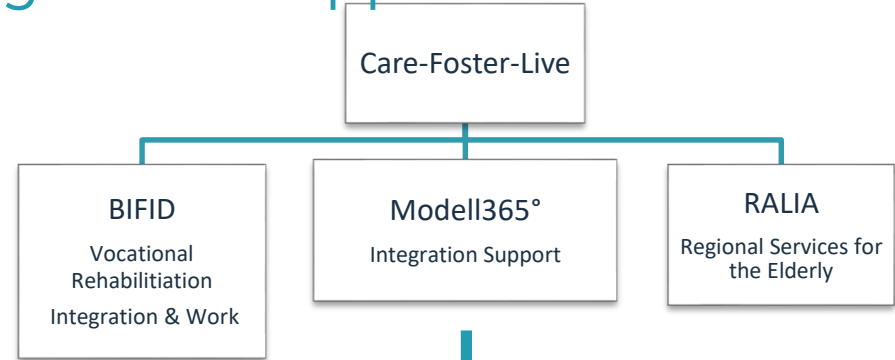 Care-Foster-Live
BIFID
Vocational
Rehabilitiation
Integration & Work
Modell365°
Integration Support
RALIA
Regional Services for
the Elderly